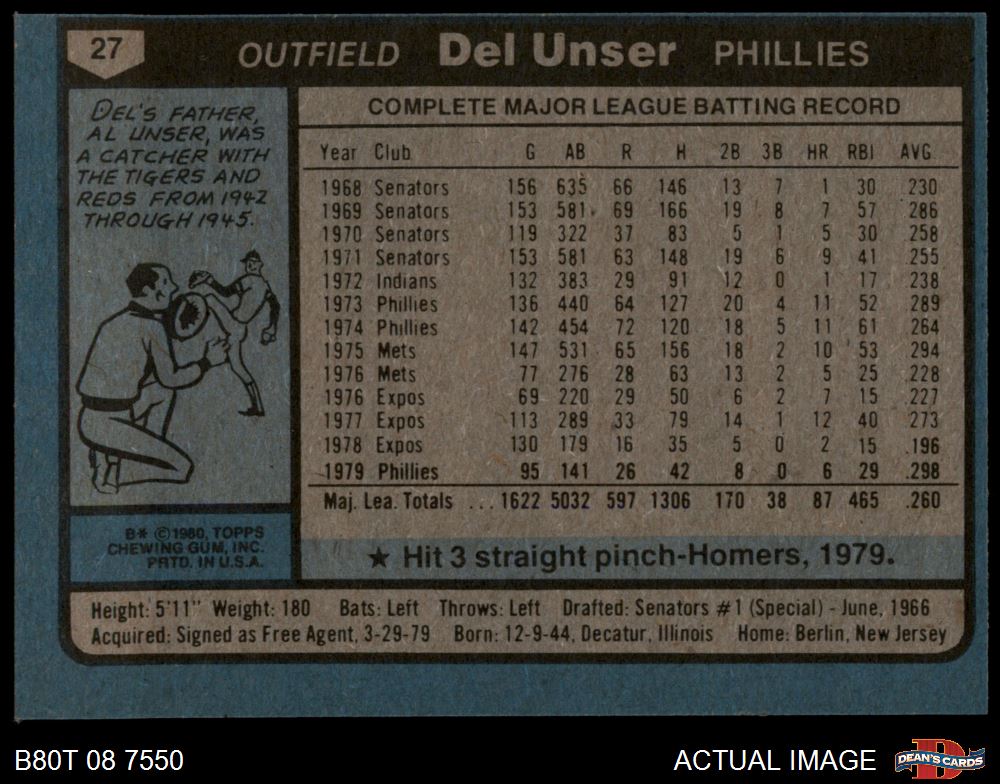 27
OUTFIELD Del Unser PHILLIES
DEL'S FATHER,
AL UNSER, WAS
A CATCHER WITH
THE TIGERS AND
REDS FROM 1942
THROUGH 1945.
COMPLETE MAJOR LEAGUE BATTING RECORD
Year Club G AB R H 2B 3B HR RBI AVG
1968 Senators 156 635 66 146 13 7 1 30 .230
1969 Senators 153 581 69 166 19 8 7 57 .286
1970 Senators 119 322 37 83 5 1 5 30 .258
1971 Senators 153 581 63 148 19 6 9 41 .255
1972 Indians 132 383 29 91 12 0 1 17 .238
1973 Phillies 136 440 64 127 20 4 11 52 .289
1974 Phillies 142 454 72 120 18 5 11 61 .264
1975 Mets 147 531 65 156 18 2 10 53 .294
1976 Mets 77 276 28 63 13 2 5 25 .228
1976 Expos 69 220 29 50 6 2 7 15 .227
1977 Expos 113 289 33 79 14 1 12 40 .273
1978 Expos 130 179 16 35 5 0 2 15 .196
1979 Phillies 95 141 26 42 8 0 6 29 .298
Maj. Lea. Totals ... 1622 5032 597 1306 170 38 87 465 .260
★ Hit 3 straight pinch-Homers, 1979.
B* © 1980, TOPPS
CHEWING GUM, INC.
PRTD. IN U.S.A.
Height: 5'11" Weight: 180 Bats: Left Throws: Left Drafted: Senators #1 (Special) - June, 1966
Acquired: Signed as Free Agent, 3-29-79 Born: 12-9-44, Decatur, Illinois Home: Berlin, New Jersey
B80T 08 7550
ACTUAL IMAGE
D
DEAN'S CARDS